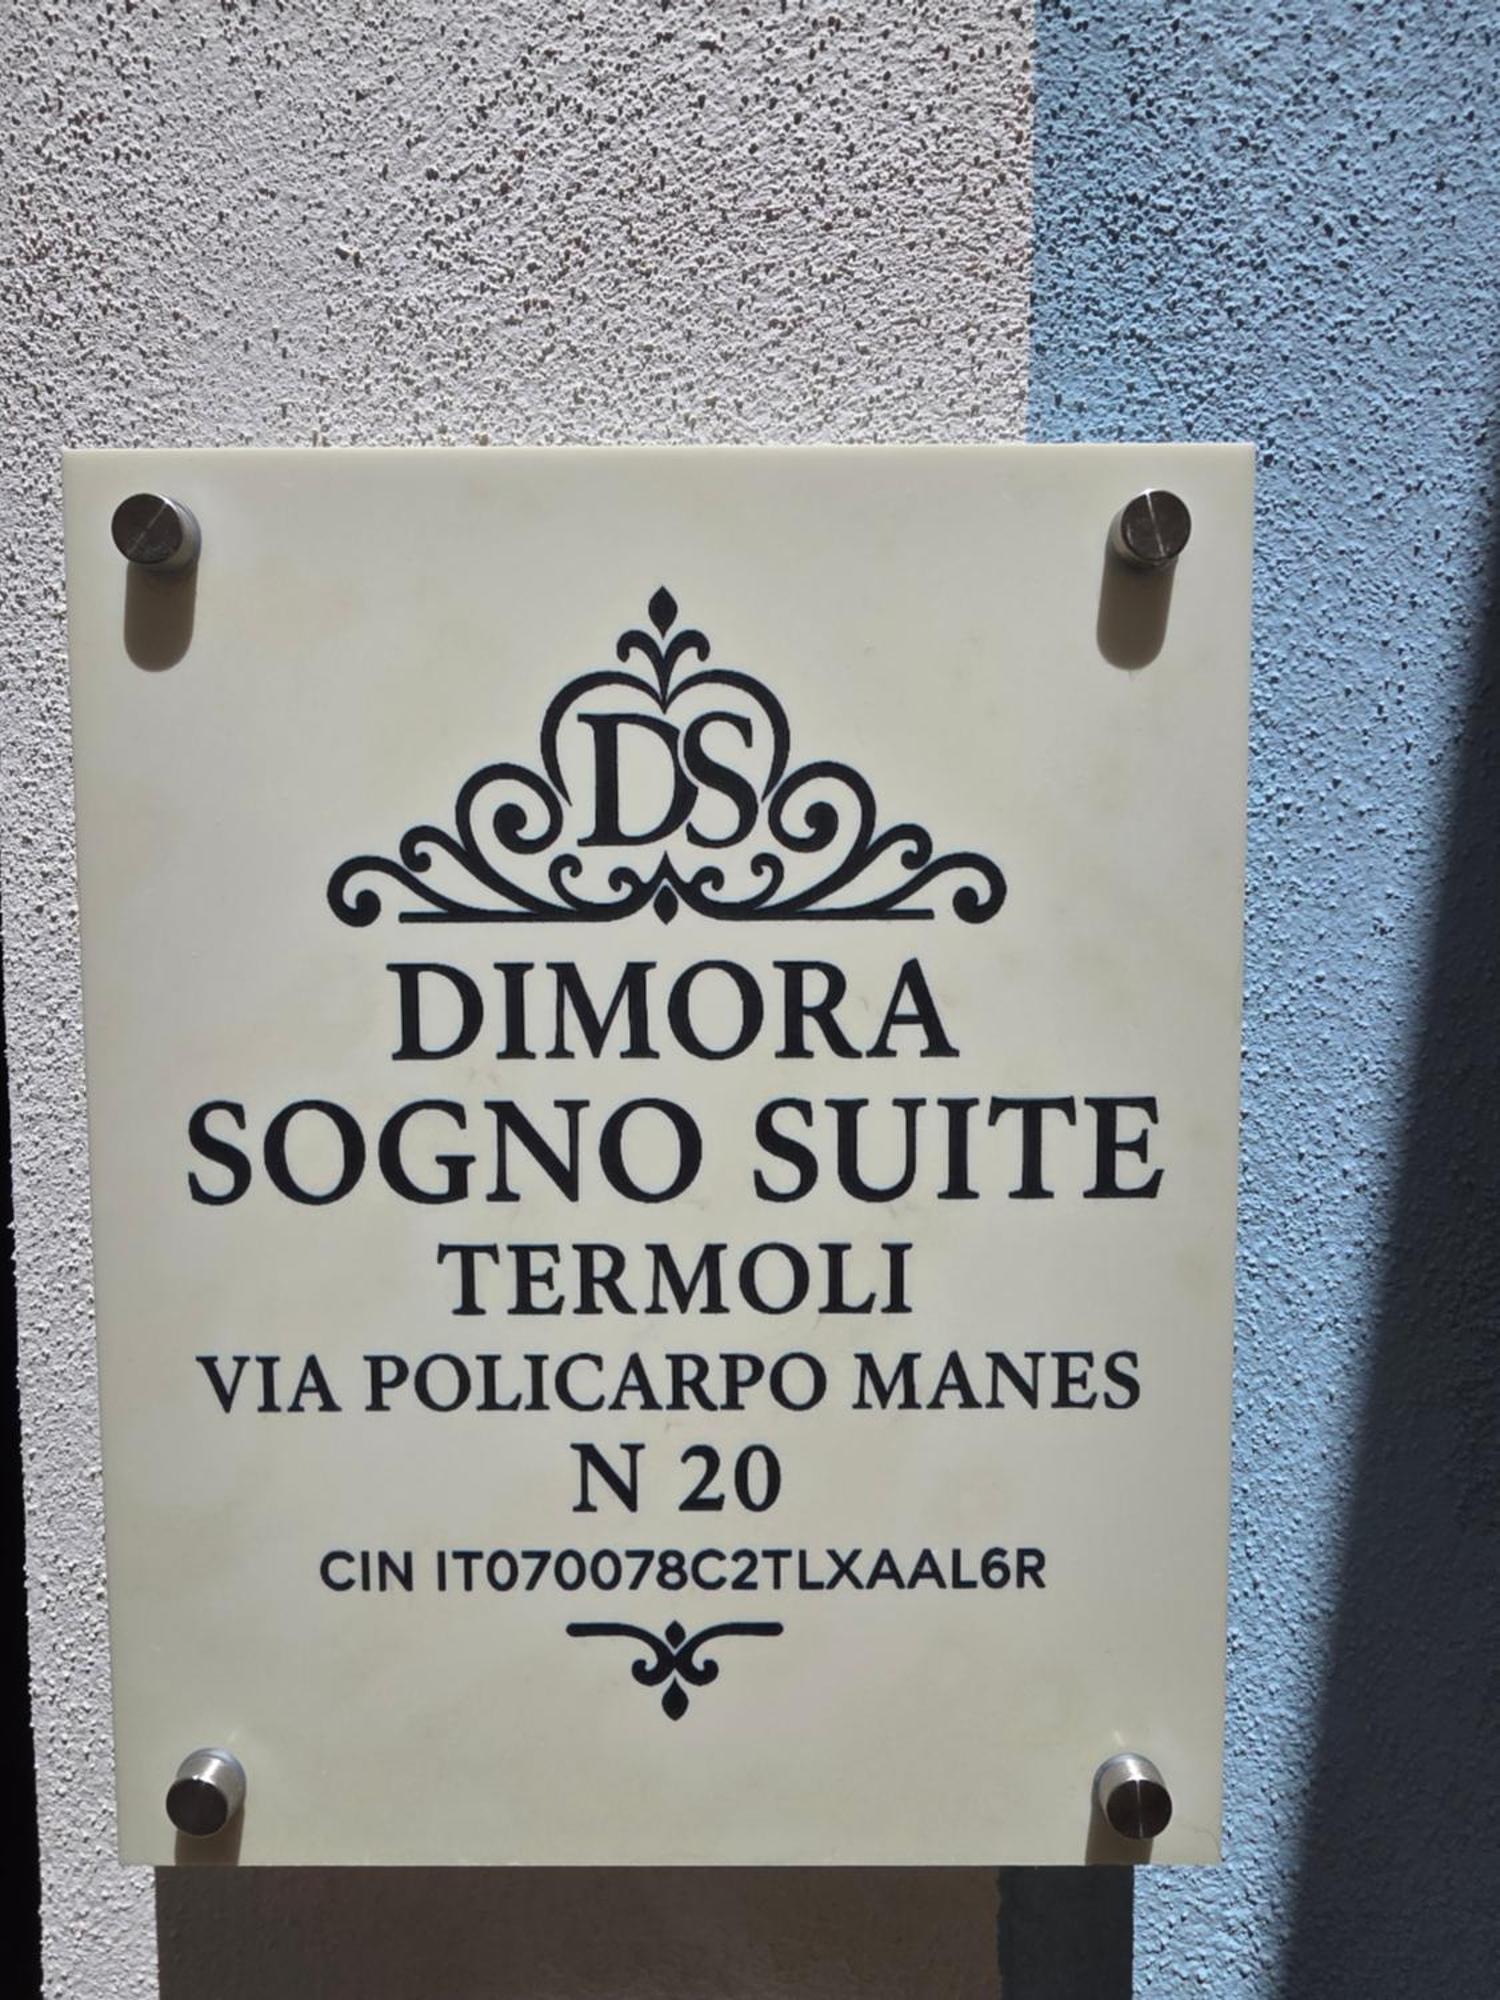 DS
DIMORA
SOGNO SUITE
TERMOLI
VIA POLICARPO MANES
N 20
CIN IT070078C2TLXAAL6R